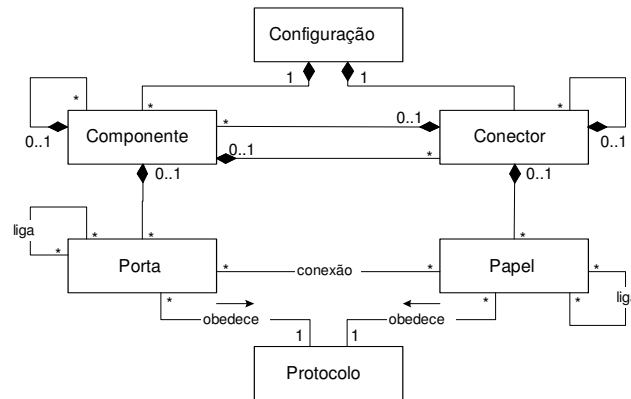 Configuração
1 1
* * * *
* 0..1
Componente Conector
0..1 0..1 * 0..1
0..1 0..1
liga * * * *
* Porta * conexão * Papel *
* * * liga
obedece obedece
1 1
Protocolo